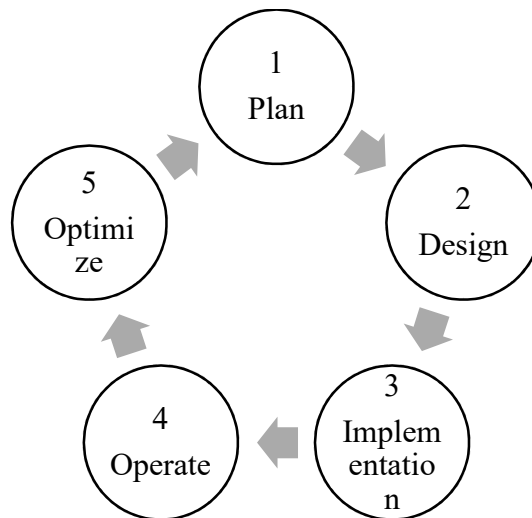 1
Plan
2
Design
3
Implem
entatio
n
4
Operate
5
Optimi
ze